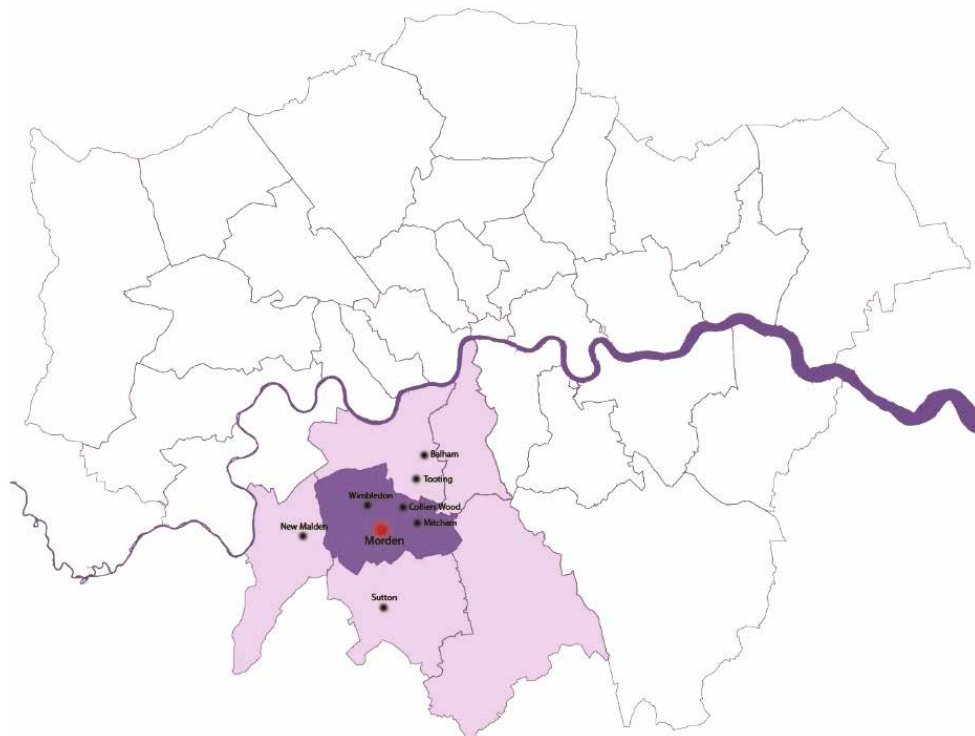 Balham
Tooting
Wimbledon
Colliers Wood
Mitcham
New Malden
Morden
Sutton